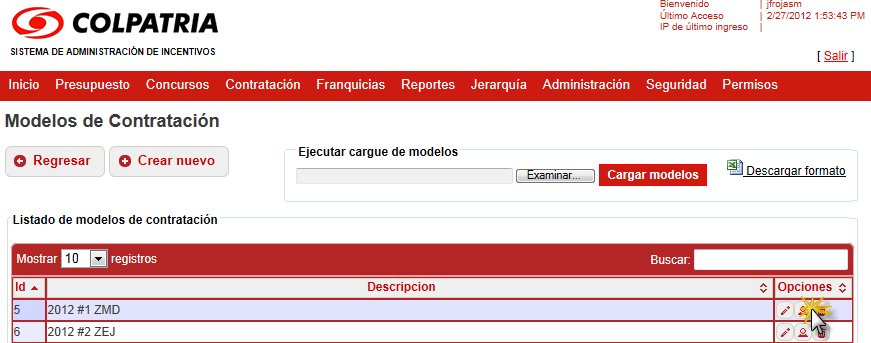 COLPATRIA
SISTEMA DE ADMINISTRACIÓN DE INCENTIVOS
Bienvenido | jfrojasm
Último Acceso | 2/27/2012 1:53:43 PM
IP de último ingreso |
[ Salir ]
Inicio Presupuesto Concursos Contratación Franquicias Reportes Jerarquía Administración Seguridad Permisos
Modelos de Contratación
Regresar Crear nuevo
Ejecutar cargue de modelos
Examinar... Cargar modelos Descargar formato
Listado de modelos de contratación
Mostrar 10 registros Buscar:
Id Descripcion Opciones
5 2012 #1 ZMD
6 2012 #2 ZEJ